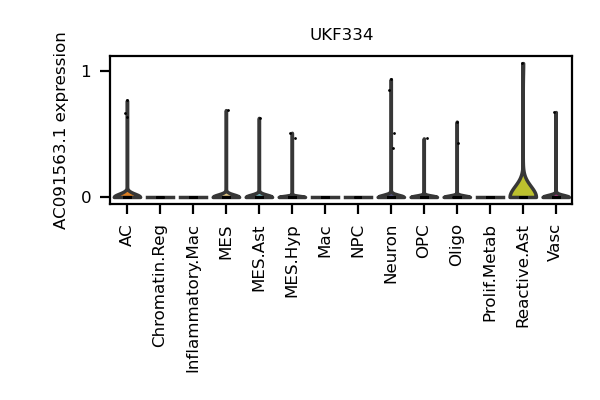 UKF334
AC091563.1 expression
1
0
AC
Chromatin.Reg
Inflammatory.Mac
MES
MES.Ast
MES.Hyp
Mac
NPC
Neuron
OPC
Oligo
Prolif.Metab
Reactive.Ast
Vasc